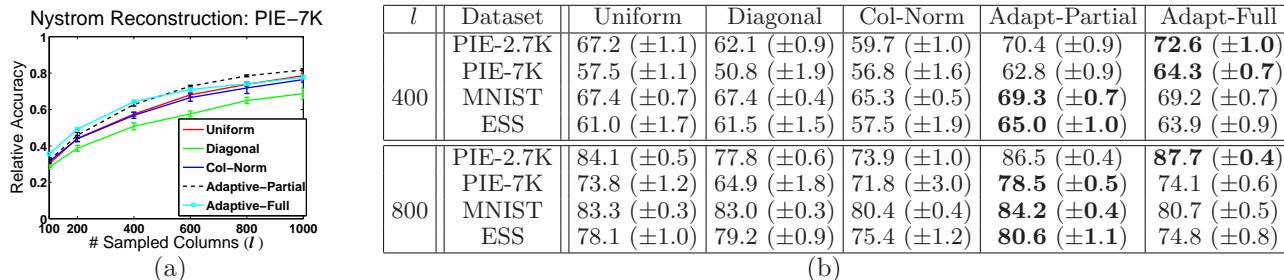 Nystrom Reconstruction: PIE−7K
Relative Accuracy
1
0.8
0.6
0.4
0.2
0
100 200 400 600 800 1000
# Sampled Columns (l )
Uniform
Diagonal
Col−Norm
Adaptive−Partial
Adaptive−Full
(a)
l Dataset Uniform Diagonal Col-Norm Adapt-Partial Adapt-Full
400
PIE-2.7K 67.2 (±1.1) 62.1 (±0.9) 59.7 (±1.0) 70.4 (±0.9) 72.6 (±1.0)
PIE-7K 57.5 (±1.1) 50.8 (±1.9) 56.8 (±1.6) 62.8 (±0.9) 64.3 (±0.7)
MNIST 67.4 (±0.7) 67.4 (±0.4) 65.3 (±0.5) 69.3 (±0.7) 69.2 (±0.7)
ESS 61.0 (±1.7) 61.5 (±1.5) 57.5 (±1.9) 65.0 (±1.0) 63.9 (±0.9)
800
PIE-2.7K 84.1 (±0.5) 77.8 (±0.6) 73.9 (±1.0) 86.5 (±0.4) 87.7 (±0.4)
PIE-7K 73.8 (±1.2) 64.9 (±1.8) 71.8 (±3.0) 78.5 (±0.5) 74.1 (±0.6)
MNIST 83.3 (±0.3) 83.0 (±0.3) 80.4 (±0.4) 84.2 (±0.4) 80.7 (±0.5)
ESS 78.1 (±1.0) 79.2 (±0.9) 75.4 (±1.2) 80.6 (±1.1) 74.8 (±0.8)
(b)